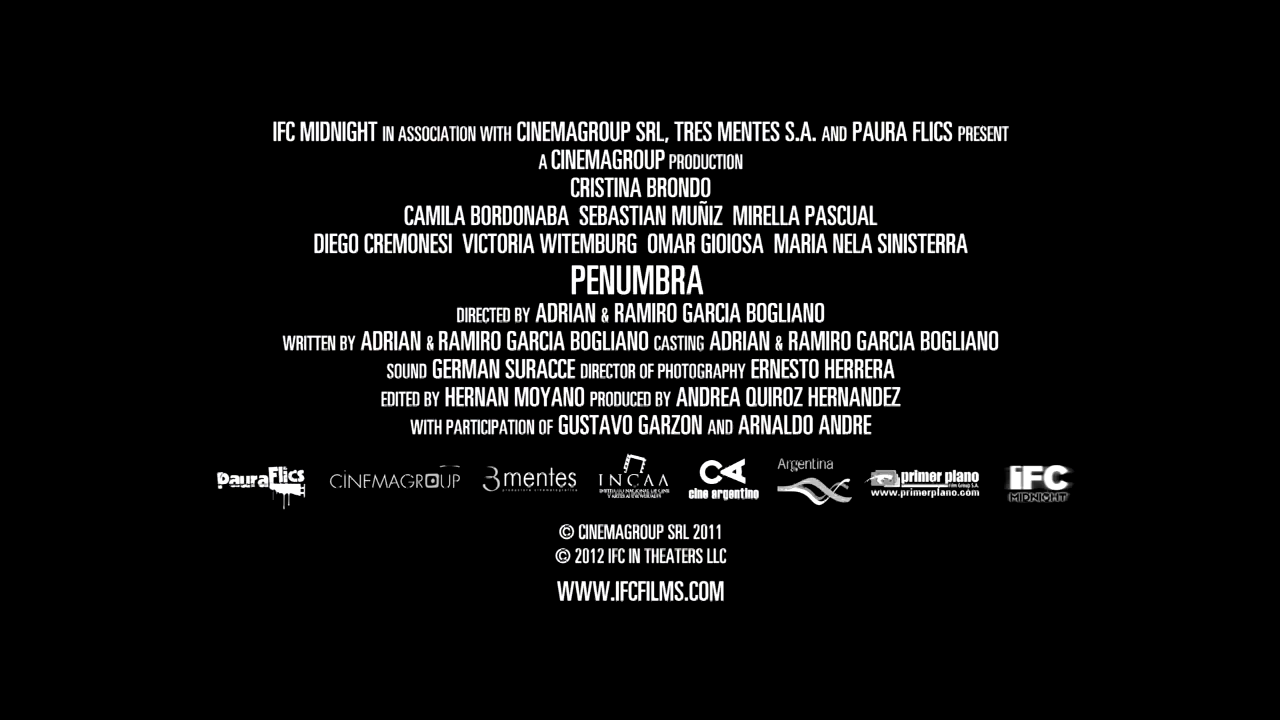 IFC MIDNIGHT IN ASSOCIATION WITH CINEMAGROUP SRL, TRES MENTES S.A. AND PAURA FLICS PRESENT
A CINEMAGROUP PRODUCTION
CRISTINA BRONDO
CAMILA BORDONABA SEBASTIAN MUÑIZ MIRELLA PASCUAL
DIEGO CREMONESI VICTORIA WITEMBURG OMAR GIOIOSA MARIA NELA SINISTERRA
PENUMBRA
DIRECTED BY ADRIAN & RAMIRO GARCIA BOGLIANO
WRITTEN BY ADRIAN & RAMIRO GARCIA BOGLIANO CASTING ADRIAN & RAMIRO GARCIA BOGLIANO
SOUND GERMAN SURACCE DIRECTOR OF PHOTOGRAPHY ERNESTO HERRERA
EDITED BY HERNAN MOYANO PRODUCED BY ANDREA QUIROZ HERNANDEZ
WITH PARTICIPATION OF GUSTAVO GARZON AND ARNALDO ANDRE
PauraFlics
CINEMAGROUP
3mentes
INCAA
CA
cine argentino
Argentina
primer plano
Film Group S.A.
www.primerplano.com
iFC
MIDNIGHT
© CINEMAGROUP SRL 2011
© 2012 IFC IN THEATERS LLC
WWW.IFCFILMS.COM